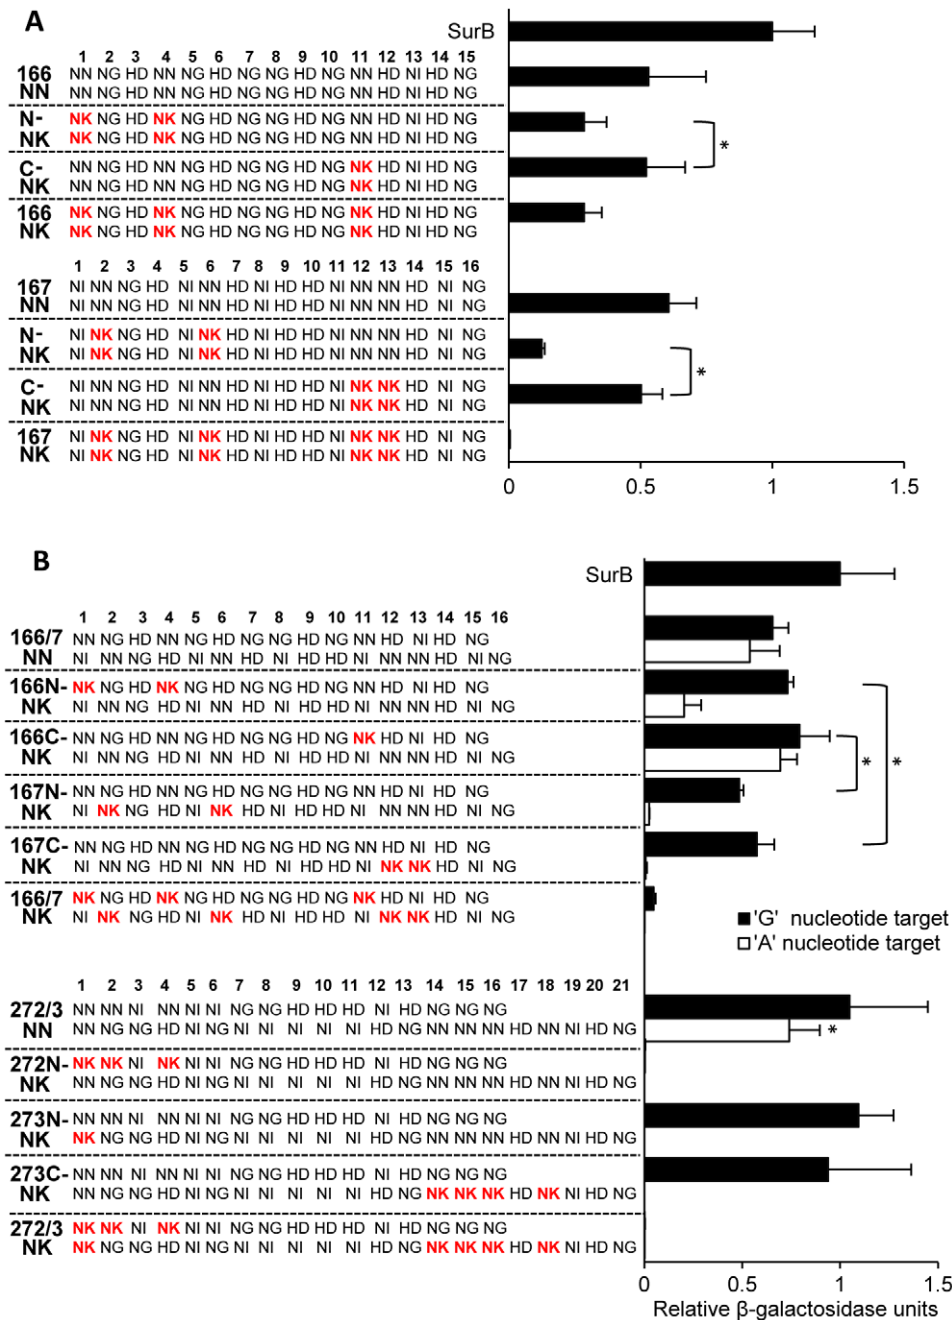 A
SurB
1 2 3 4 5 6 7 8 9 10 11 12 13 14 15
166 NN NG HD NN NG HD NG NG HD NG NN HD NI HD NG
NN NN NG HD NN NG HD NG NG HD NG NN HD NI HD NG
N- NK NG HD NK NG HD NG NG HD NG NN HD NI HD NG
NK NK NG HD NK NG HD NG NG HD NG NN HD NI HD NG
*
C- NN NG HD NN NG HD NG NG HD NG NK HD NI HD NG
NK NN NG HD NN NG HD NG NG HD NG NK HD NI HD NG
166 NK NG HD NK NG HD NG NG HD NG NK HD NI HD NG
NK NK NG HD NK NG HD NG NG HD NG NK HD NI HD NG
1 2 3 4 5 6 7 8 9 10 11 12 13 14 15 16
167 NI NN NG HD NI NN HD NI HD HD NI NN NN HD NI NG
NN NI NN NG HD NI NN HD NI HD HD NI NN NN HD NI NG
N- NI NK NG HD NI NK HD NI HD HD NI NN NN HD NI NG
NK NI NK NG HD NI NK HD NI HD HD NI NN NN HD NI NG
*
C- NI NN NG HD NI NN HD NI HD HD NI NK NK HD NI NG
NK NI NN NG HD NI NN HD NI HD HD NI NK NK HD NI NG
167 NI NK NG HD NI NK HD NI HD HD NI NK NK HD NI NG
NK NI NK NG HD NI NK HD NI HD HD NI NK NK HD NI NG
0 0.5 1 1.5
B
SurB
1 2 3 4 5 6 7 8 9 10 11 12 13 14 15 16
166/7 NN NG HD NN NG HD NG NG HD NG NN HD NI HD NG
NN NI NN NG HD NI NN HD NI HD HD NI NN NN HD NI NG
166N- NK NG HD NK NG HD NG NG HD NG NN HD NI HD NG
NK NI NN NG HD NI NN HD NI HD HD NI NN NN HD NI NG
166C- NN NG HD NN NG HD NG NG HD NG NK HD NI HD NG
NK NI NN NG HD NI NN HD NI HD HD NI NN NN HD NI NG
* *
167N- NN NG HD NN NG HD NG NG HD NG NN HD NI HD NG
NK NI NK NG HD NI NK HD NI HD HD NI NN NN HD NI NG
167C- NN NG HD NN NG HD NG NG HD NG NN HD NI HD NG
NK NI NN NG HD NI NN HD NI HD HD NI NK NK HD NI NG
166/7 NK NG HD NK NG HD NG NG HD NG NK HD NI HD NG
NK NI NK NG HD NI NK HD NI HD HD NI NK NK HD NI NG
'G' nucleotide target
'A' nucleotide target
1 2 3 4 5 6 7 8 9 10 11 12 13 14 15 16 17 18 19 20 21
272/3 NN NN NI NN NI NI NG NG HD HD HD NI HD NG NG NG
NN NN NG NG HD NI NG NI NI NI NI NI HD NG NN NN NN HD NN NI HD NG
*
272N- NK NK NI NK NI NI NG NG HD HD HD NI HD NG NG NG
NK NN NG NG HD NI NG NI NI NI NI NI HD NG NN NN NN HD NN NI HD NG
273N- NN NN NI NN NI NI NG NG HD HD HD NI HD NG NG NG
NK NK NG NG HD NI NG NI NI NI NI NI HD NG NN NN NN HD NN NI HD NG
273C- NN NN NI NN NI NI NG NG HD HD HD NI HD NG NG NG
NK NN NG NG HD NI NG NI NI NI NI NI HD NG NK NK NK HD NK NI HD NG
272/3 NK NK NI NK NI NI NG NG HD HD HD NI HD NG NG NG
NK NK NG NG HD NI NG NI NI NI NI NI HD NG NK NK NK HD NK NI HD NG
0 0.5 1 1.5
Relative β-galactosidase units